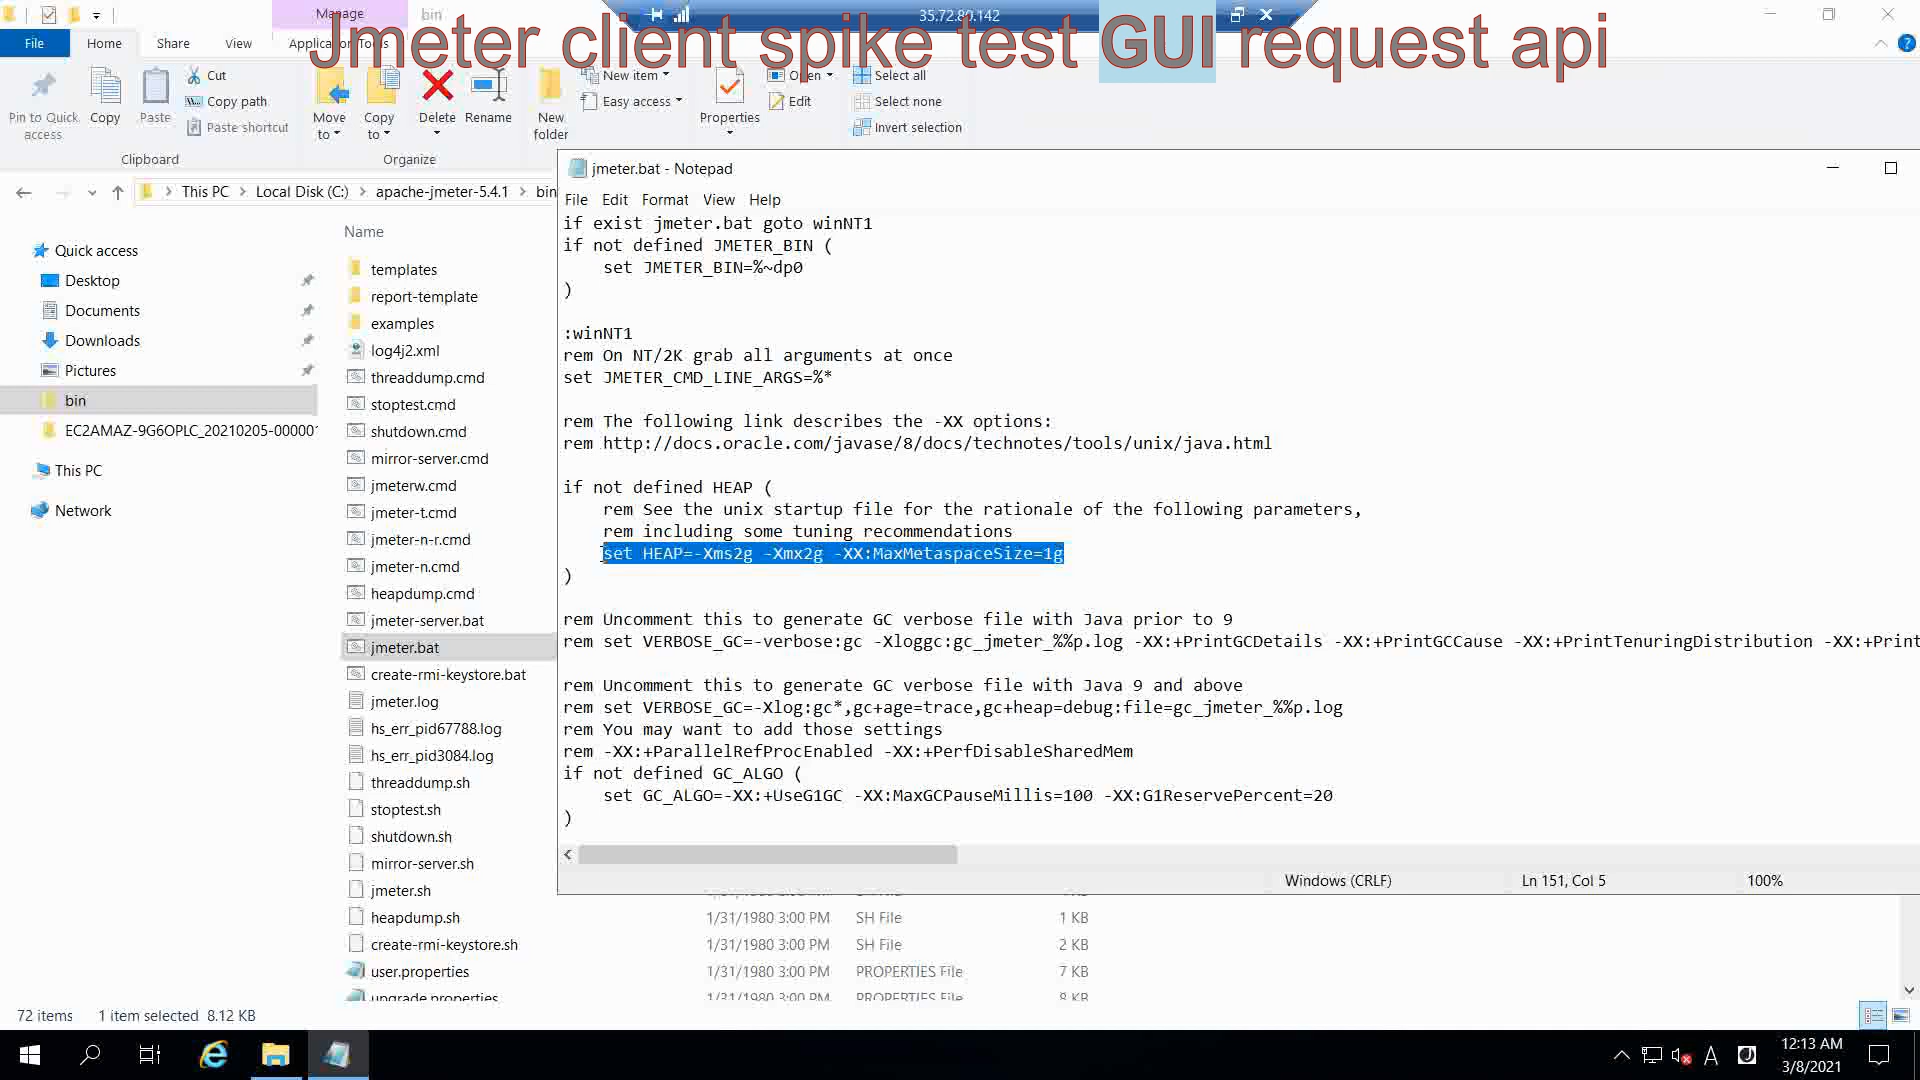 Manage
bin
35.72.80.142
Jmeter client spike test GUI request api
File
Home
Share
View
Cut
Copy path
Paste shortcut
Pin to Quick access
Copy
Paste
Clipboard
Move to
Copy to
Delete
Rename
Organize
New folder
New item
Easy access
Properties
Open
Edit
Select all
Select none
Invert selection
This PC
Local Disk (C:)
apache-jmeter-5.4.1
bin
Name
Quick access
Desktop
Documents
Downloads
Pictures
bin
EC2AMAZ-9G6OPLC_20210205-00000
This PC
Network
templates
report-template
examples
log4j2.xml
threaddump.cmd
stoptest.cmd
shutdown.cmd
mirror-server.cmd
jmeterw.cmd
jmeter-t.cmd
jmeter-n-r.cmd
jmeter-n.cmd
heapdump.cmd
jmeter-server.bat
jmeter.bat
create-rmi-keystore.bat
jmeter.log
hs_err_pid67788.log
hs_err_pid3084.log
threaddump.sh
stoptest.sh
shutdown.sh
mirror-server.sh
jmeter.sh
heapdump.sh 1/31/1980 3:00 PM SH File 1 KB
create-rmi-keystore.sh 1/31/1980 3:00 PM SH File 2 KB
user.properties 1/31/1980 3:00 PM PROPERTIES File 7 KB
upgrade.properties 1/31/1980 3:00 PM PROPERTIES File 8 KB
jmeter.bat - Notepad
File Edit Format View Help
if exist jmeter.bat goto winNT1
if not defined JMETER_BIN (
set JMETER_BIN=%~dp0
)
:winNT1
rem On NT/2K grab all arguments at once
set JMETER_CMD_LINE_ARGS=%*
rem The following link describes the -XX options:
rem http://docs.oracle.com/javase/8/docs/technotes/tools/unix/java.html
if not defined HEAP (
rem See the unix startup file for the rationale of the following parameters,
rem including some tuning recommendations
set HEAP=-Xms2g -Xmx2g -XX:MaxMetaspaceSize=1g
)
rem Uncomment this to generate GC verbose file with Java prior to 9
rem set VERBOSE_GC=-verbose:gc -Xloggc:gc_jmeter_%%p.log -XX:+PrintGCDetails -XX:+PrintGCCause -XX:+PrintTenuringDistribution -XX:+Print
rem Uncomment this to generate GC verbose file with Java 9 and above
rem set VERBOSE_GC=-Xlog:gc*,gc+age=trace,gc+heap=debug:file=gc_jmeter_%%p.log
rem You may want to add those settings
rem -XX:+ParallelRefProcEnabled -XX:+PerfDisableSharedMem
if not defined GC_ALGO (
set GC_ALGO=-XX:+UseG1GC -XX:MaxGCPauseMillis=100 -XX:G1ReservePercent=20
)
Windows (CRLF)
Ln 151, Col 5
100%
72 items
1 item selected 8.12 KB
A
12:13 AM
3/8/2021